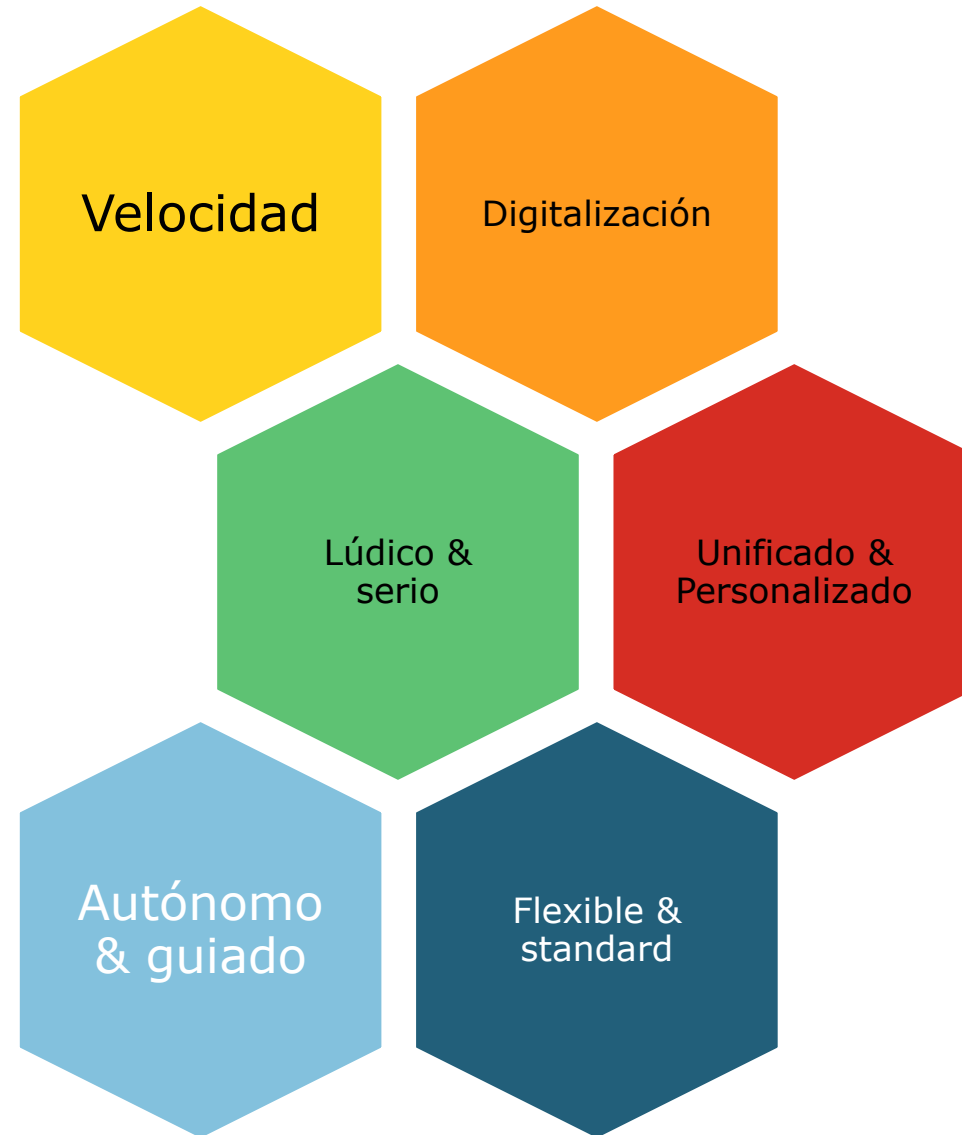 Velocidad
Digitalización
Lúdico &
serio
Unificado &
Personalizado
Autónomo
& guiado
Flexible &
standard